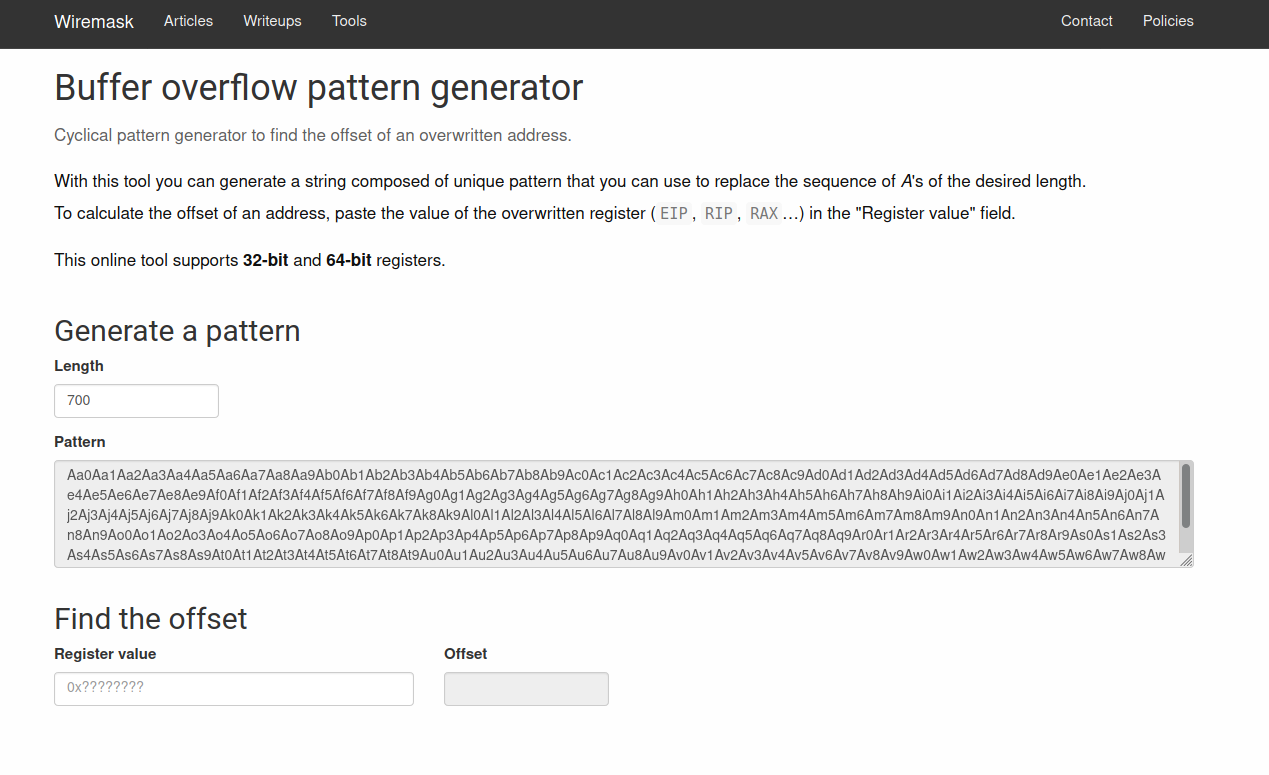 Wiremask Articles Writeups Tools Contact Policies
Buffer overflow pattern generator
Cyclical pattern generator to find the offset of an overwritten address.
With this tool you can generate a string composed of unique pattern that you can use to replace the sequence of A's of the desired length.
To calculate the offset of an address, paste the value of the overwritten register ( EIP , RIP , RAX ...) in the "Register value" field.
This online tool supports 32-bit and 64-bit registers.
Generate a pattern
Length
700
Pattern
Aa0Aa1Aa2Aa3Aa4Aa5Aa6Aa7Aa8Aa9Ab0Ab1Ab2Ab3Ab4Ab5Ab6Ab7Ab8Ab9Ac0Ac1Ac2Ac3Ac4Ac5Ac6Ac7Ac8Ac9Ad0Ad1Ad2Ad3Ad4Ad5Ad6Ad7Ad8Ad9Ae0Ae1Ae2Ae3A
e4Ae5Ae6Ae7Ae8Ae9Af0Af1Af2Af3Af4Af5Af6Af7Af8Af9Ag0Ag1Ag2Ag3Ag4Ag5Ag6Ag7Ag8Ag9Ah0Ah1Ah2Ah3Ah4Ah5Ah6Ah7Ah8Ah9Ai0Ai1Ai2Ai3Ai4Ai5Ai6Ai7Ai8Ai9Aj0Aj1A
j2Aj3Aj4Aj5Aj6Aj7Aj8Aj9Ak0Ak1Ak2Ak3Ak4Ak5Ak6Ak7Ak8Ak9Al0Al1Al2Al3Al4Al5Al6Al7Al8Al9Am0Am1Am2Am3Am4Am5Am6Am7Am8Am9An0An1An2An3An4An5An6An7A
n8An9Ao0Ao1Ao2Ao3Ao4Ao5Ao6Ao7Ao8Ao9Ap0Ap1Ap2Ap3Ap4Ap5Ap6Ap7Ap8Ap9Aq0Aq1Aq2Aq3Aq4Aq5Aq6Aq7Aq8Aq9Ar0Ar1Ar2Ar3Ar4Ar5Ar6Ar7Ar8Ar9As0As1As2As3
As4As5As6As7As8As9At0At1At2At3At4At5At6At7At8At9Au0Au1Au2Au3Au4Au5Au6Au7Au8Au9Av0Av1Av2Av3Av4Av5Av6Av7Av8Av9Aw0Aw1Aw2Aw3Aw4Aw5Aw6Aw7Aw8Aw
Find the offset
Register value Offset
0x????????